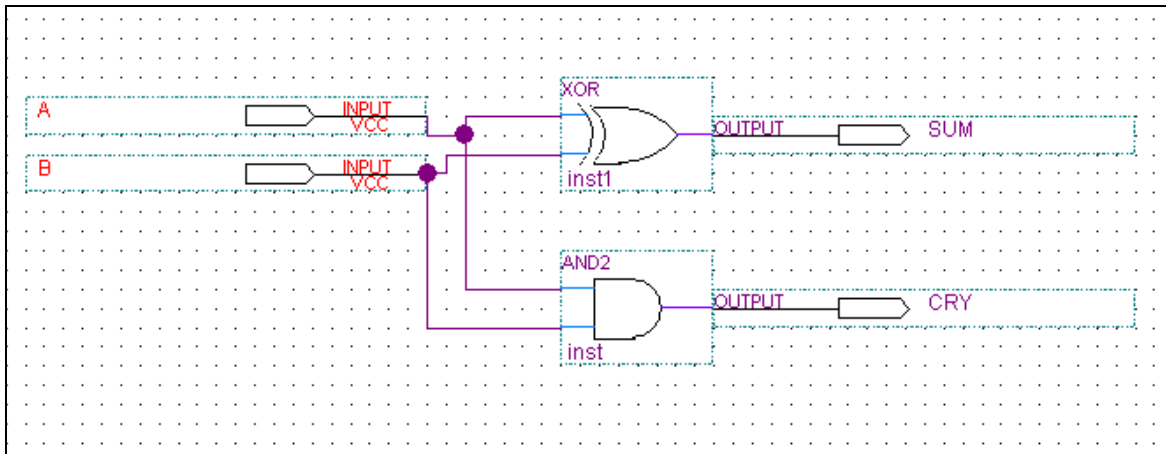 XOR
A
INPUT
VCC
OUTPUT
SUM
B
INPUT
VCC
inst1
AND2
OUTPUT
CRY
inst